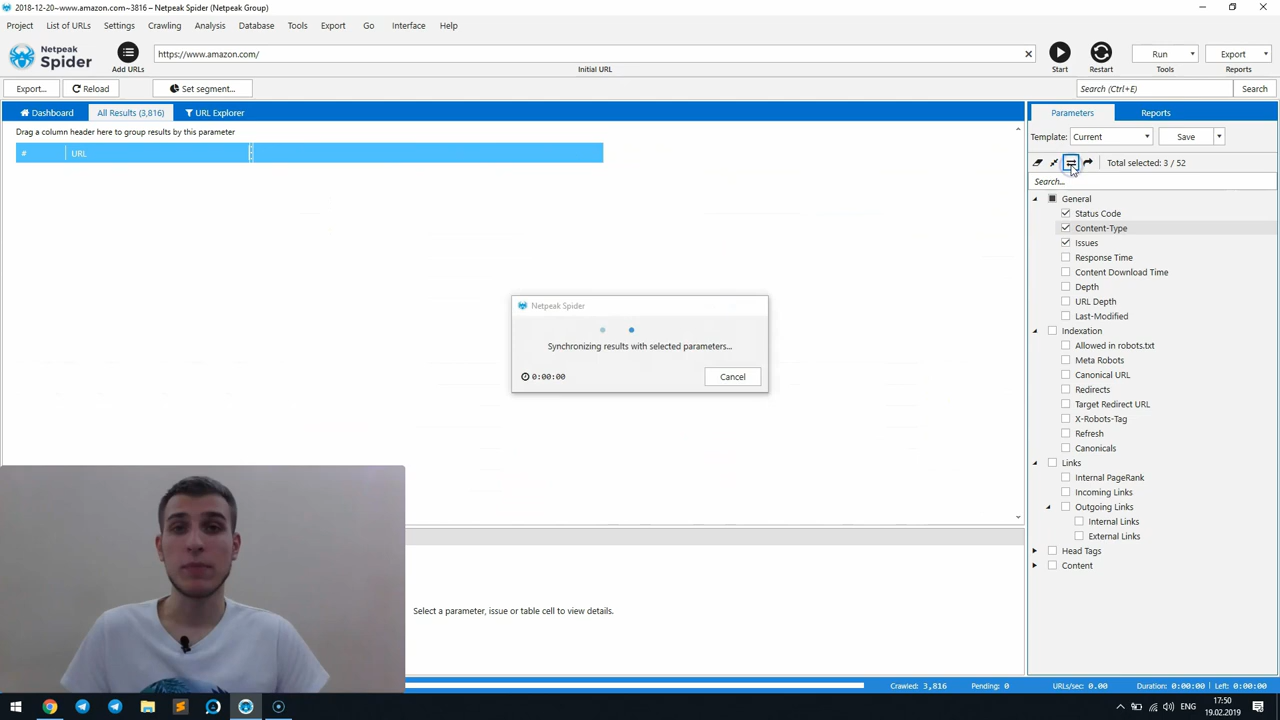 2018-12-20~www.amazon.com~3816 - Netpeak Spider (Netpeak Group)
Project List of URLs Settings Crawling Analysis Database Tools Export Go Interface Help
Netpeak Spider
Add URLs
https://www.amazon.com/
Initial URL
Start
Restart
Run
Tools
Export
Reports
Export... Reload Set segment... Search (Ctrl+E) Search
Dashboard All Results (3,816) URL Explorer
Drag a column header here to group results by this parameter
# URL
Netpeak Spider
Synchronizing results with selected parameters...
0:00:00 Cancel
Select a parameter, issue or table cell to view details.
Parameters Reports
Template: Current Save
Total selected: 3 / 52
Search...
General
Status Code
Content-Type
Issues
Response Time
Content Download Time
Depth
URL Depth
Last-Modified
Indexation
Allowed in robots.txt
Meta Robots
Canonical URL
Redirects
Target Redirect URL
X-Robots-Tag
Refresh
Canonicals
Links
Internal PageRank
Incoming Links
Outgoing Links
Internal Links
External Links
Head Tags
Content
Crawled: 3,816 Pending: 0 URLs/sec: 0.00 Duration: 0:00:00 Left: 0:00:00
ENG
17:50
19.02.2019